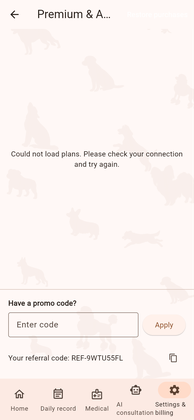 Premium & A...
Could not load plans. Please check your connection
and try again.
Have a promo code?
Enter code
Apply
Your referral code: REF-9WTU55FL
Home
Daily record
Medical
AI
consultation
Settings &
billing